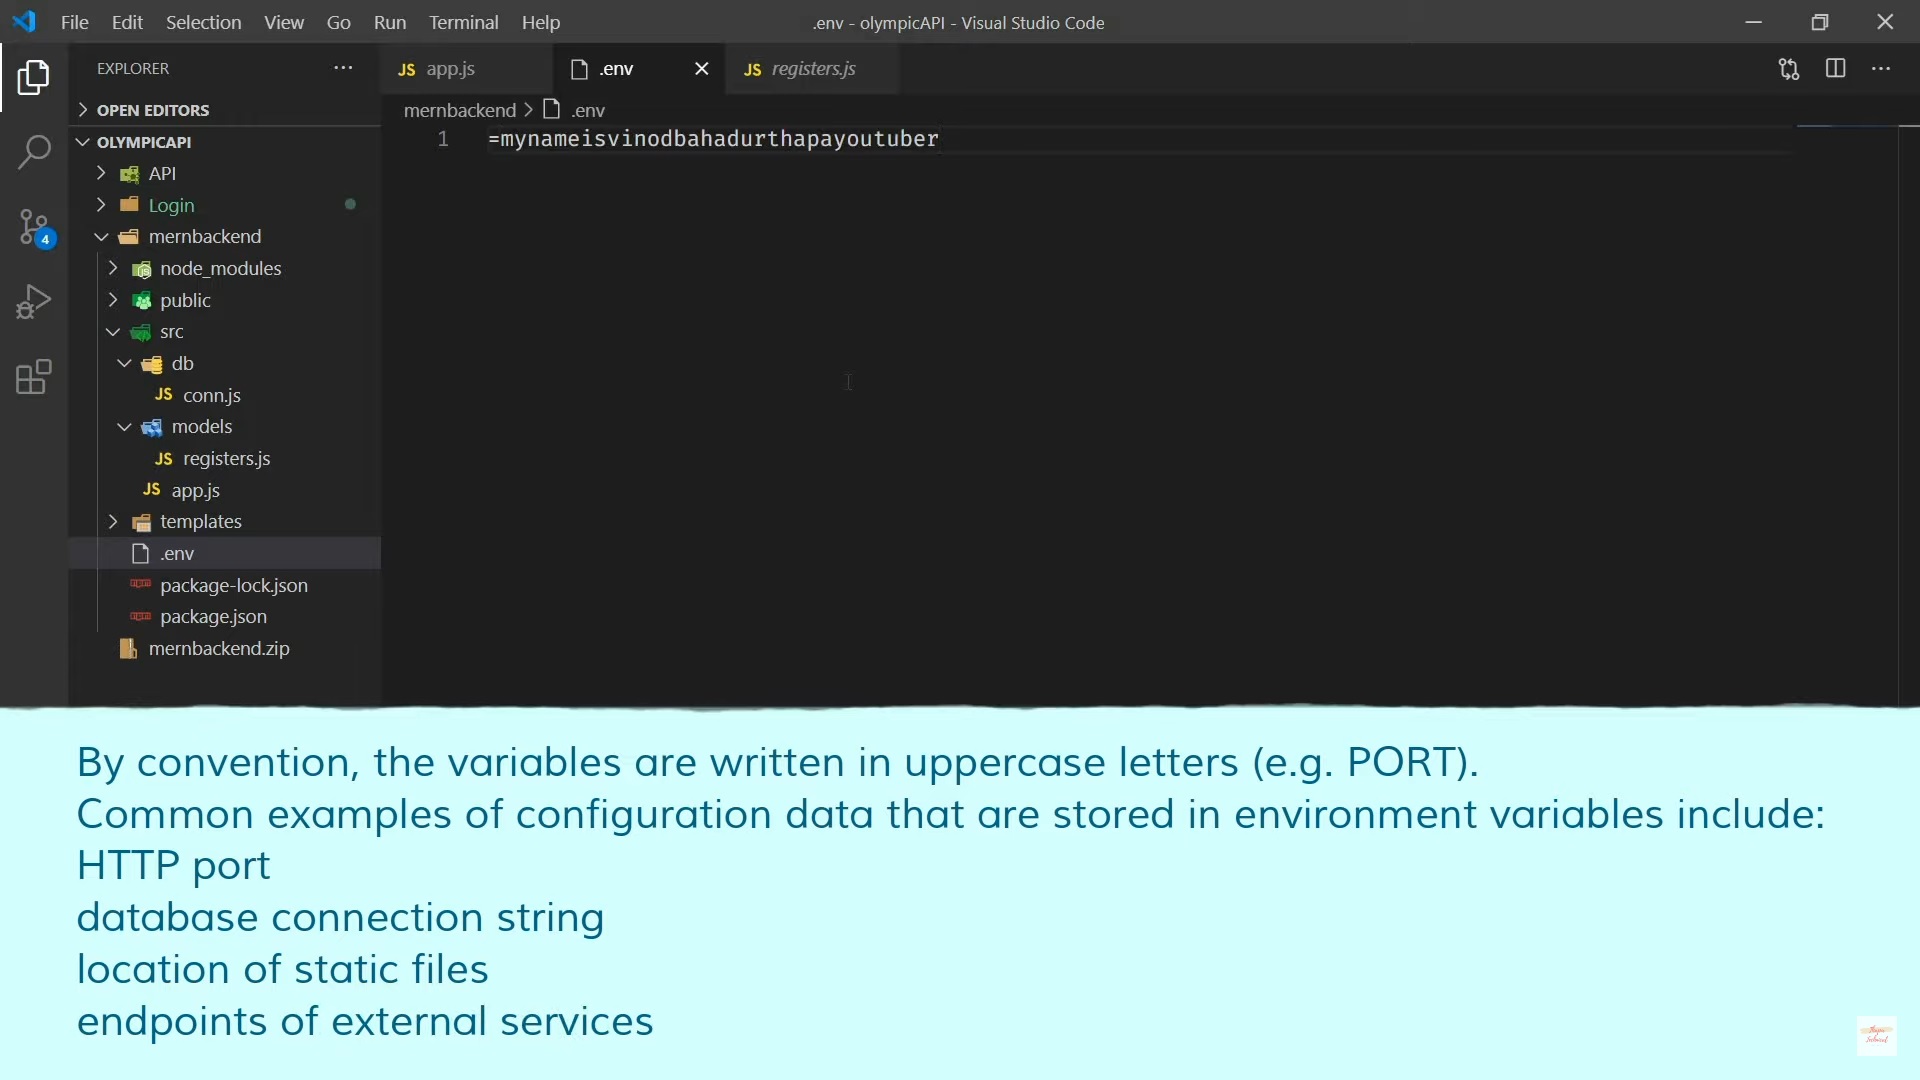 File Edit Selection View Go Run Terminal Help .env - olympicAPI - Visual Studio Code
EXPLORER
JS app.js
.env
JS registers.js
OPEN EDITORS
mernbackend > .env
1 =mynameisvinodbahadurthapayoutuber
OLYMPICAPI
API
Login
4
mernbackend
node_modules
public
src
db
JS conn.js
models
JS registers.js
JS app.js
templates
.env
package-lock.json
package.json
mernbackend.zip
By convention, the variables are written in uppercase letters (e.g. PORT).
Common examples of configuration data that are stored in environment variables include:
HTTP port
database connection string
location of static files
endpoints of external services